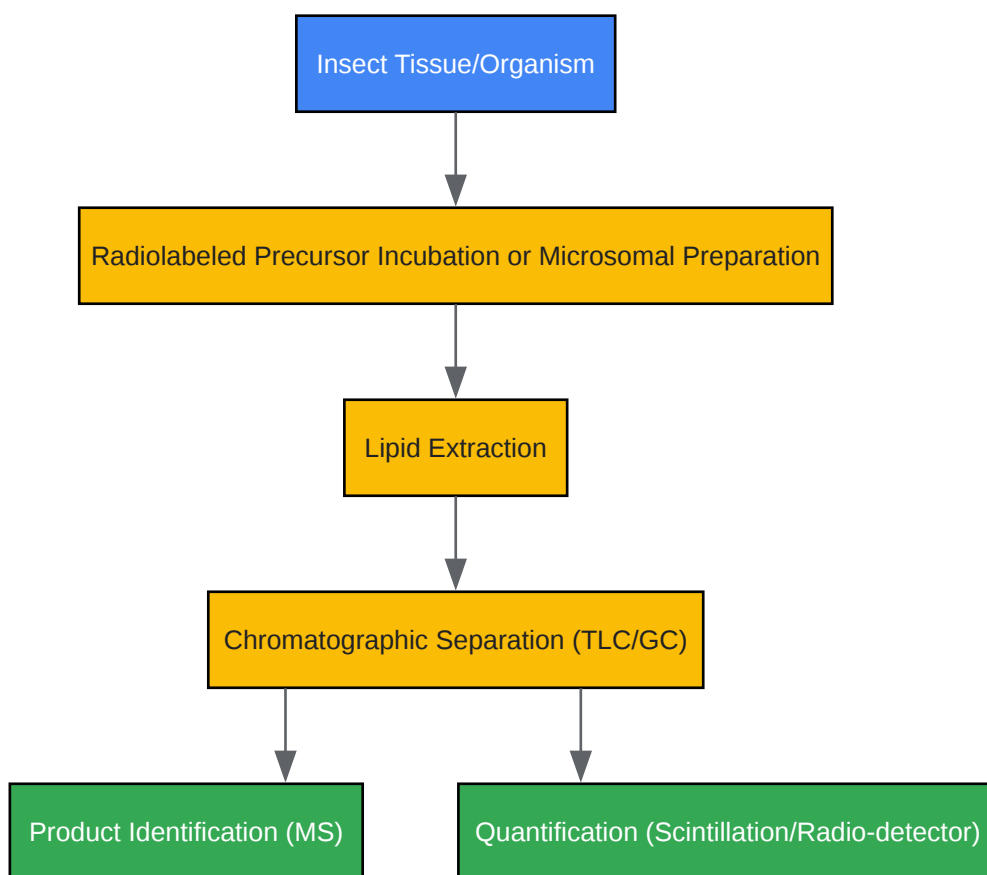 Insect Tissue/Organism
Radiolabeled Precursor Incubation or Microsomal Preparation
Lipid Extraction
Chromatographic Separation (TLC/GC)
Product Identification (MS)
Quantification (Scintillation/Radio-detector)